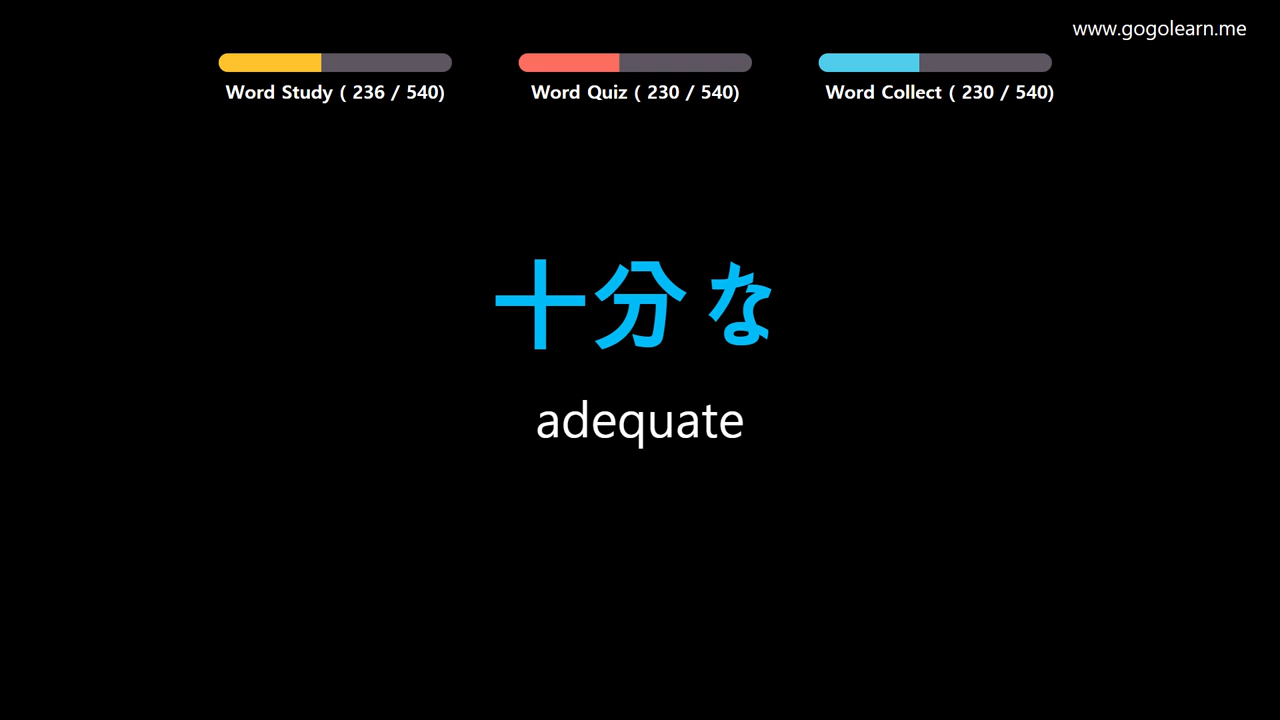 www.gogolearn.me
Word Study ( 236 / 540)
Word Quiz ( 230 / 540)
Word Collect ( 230 / 540)
十分な
adequate